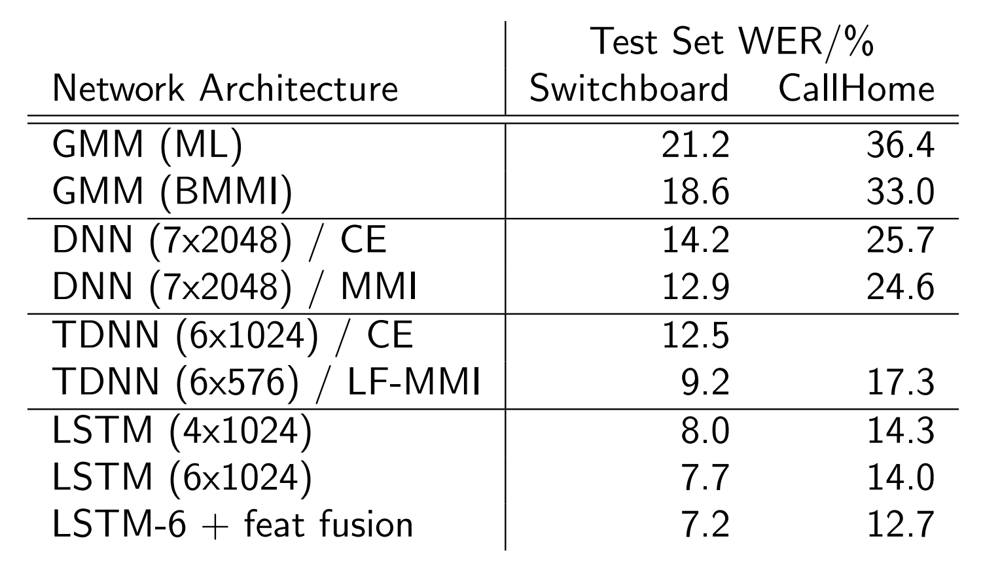 Test Set WER/%
Network Architecture Switchboard CallHome
GMM (ML) 21.2 36.4
GMM (BMMI) 18.6 33.0
DNN (7x2048) / CE 14.2 25.7
DNN (7x2048) / MMI 12.9 24.6
TDNN (6x1024) / CE 12.5
TDNN (6x576) / LF-MMI 9.2 17.3
LSTM (4x1024) 8.0 14.3
LSTM (6x1024) 7.7 14.0
LSTM-6 + feat fusion 7.2 12.7